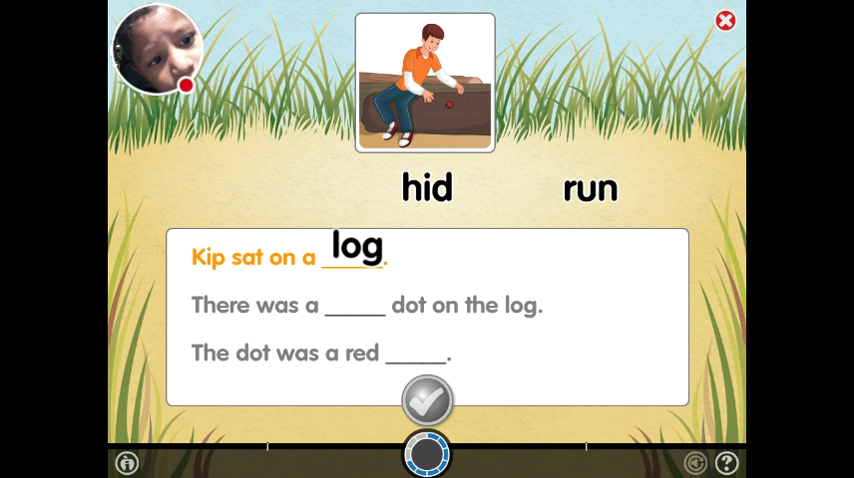 hid run
Kip sat on a log.
There was a _____ dot on the log.
The dot was a red _____.